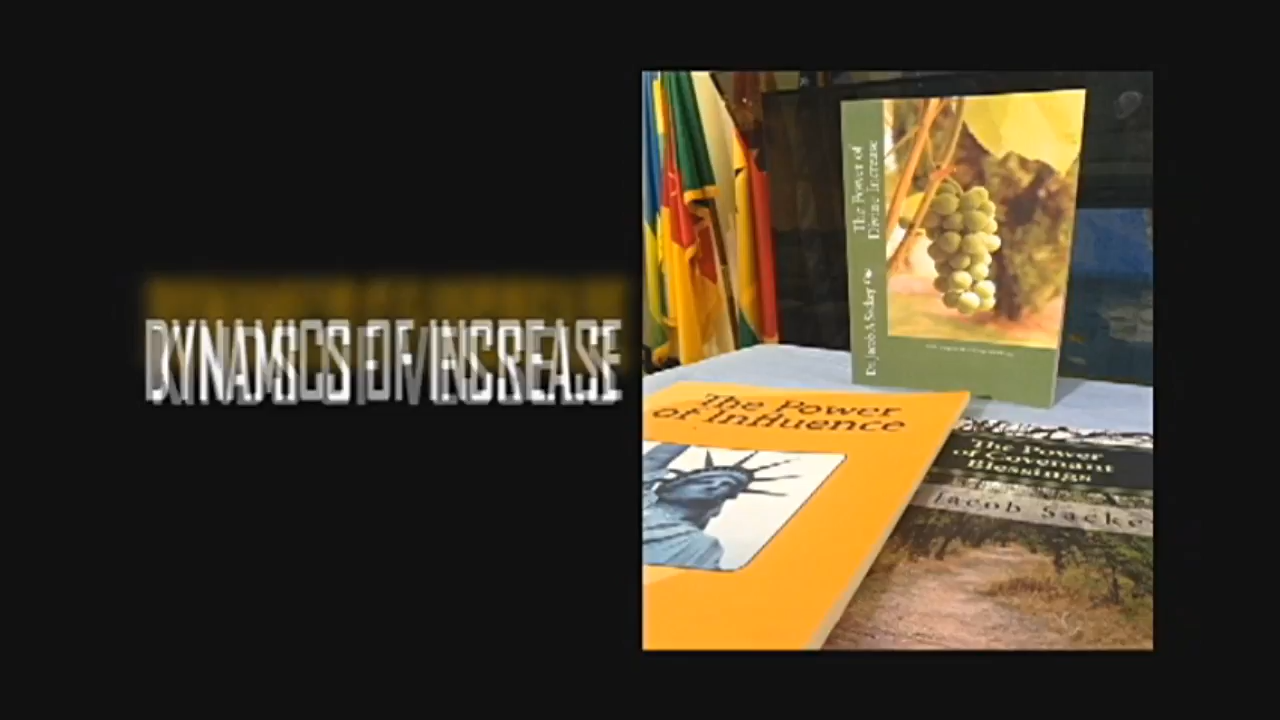 DYNAMICS OF INCREASE
The Power of
Divine Increase
Dr. Jacob A Sackey
The Power
of Influence
The Power
of Covenant
Blessings
Jacob Sacke